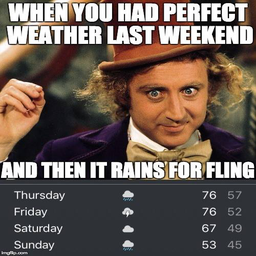 WHEN YOU HAD PERFECT
WEATHER LAST WEEKEND
AND THEN IT RAINS FOR FLING
Thursday 76 57
Friday 76 52
Saturday 67 49
Sunday 53 45
imgflip.com